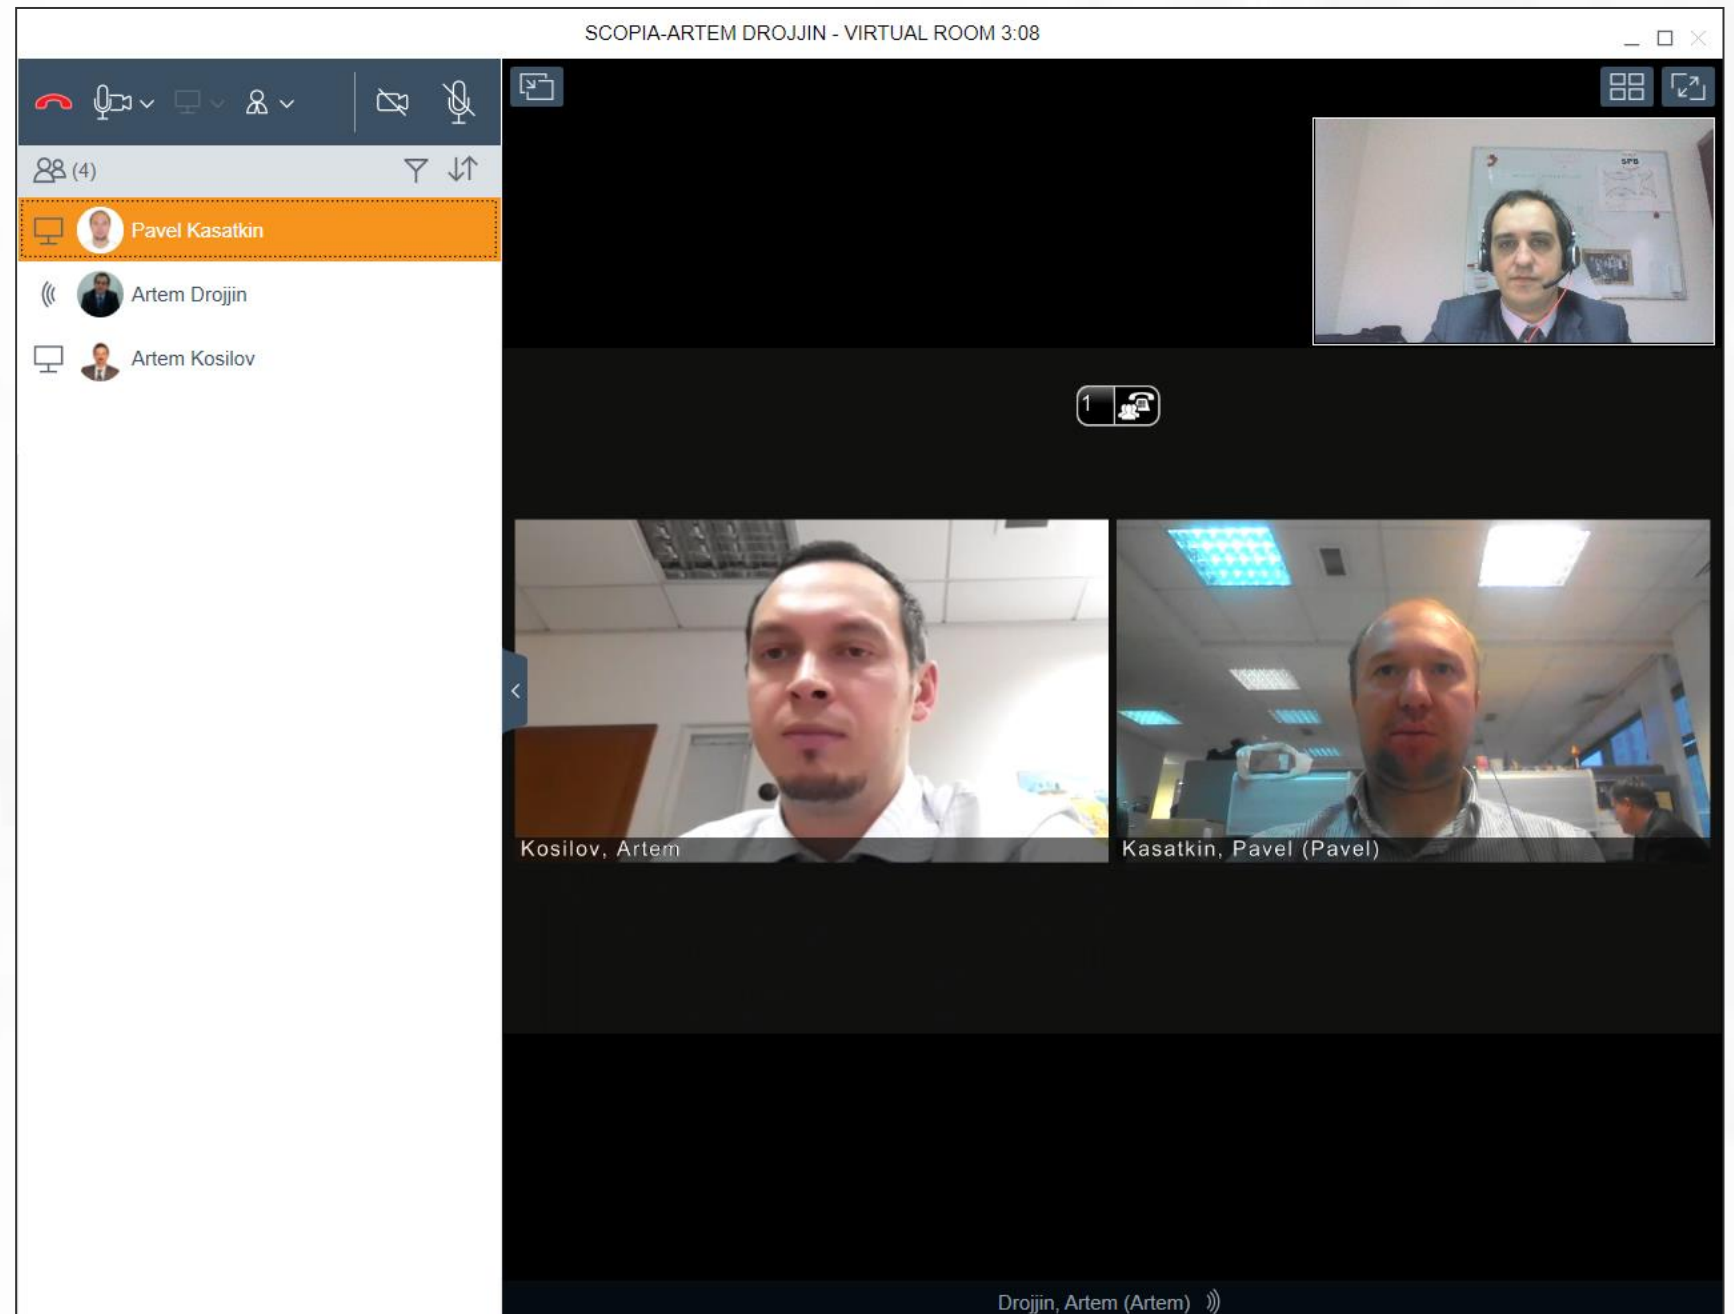 SCOPIA-ARTEM DROJJIN - VIRTUAL ROOM 3:08
(4)
Pavel Kasatkin
Artem Drojjin
Artem Kosilov
SPB
1
Kosilov, Artem
Kasatkin, Pavel (Pavel)
Drojjin, Artem (Artem)